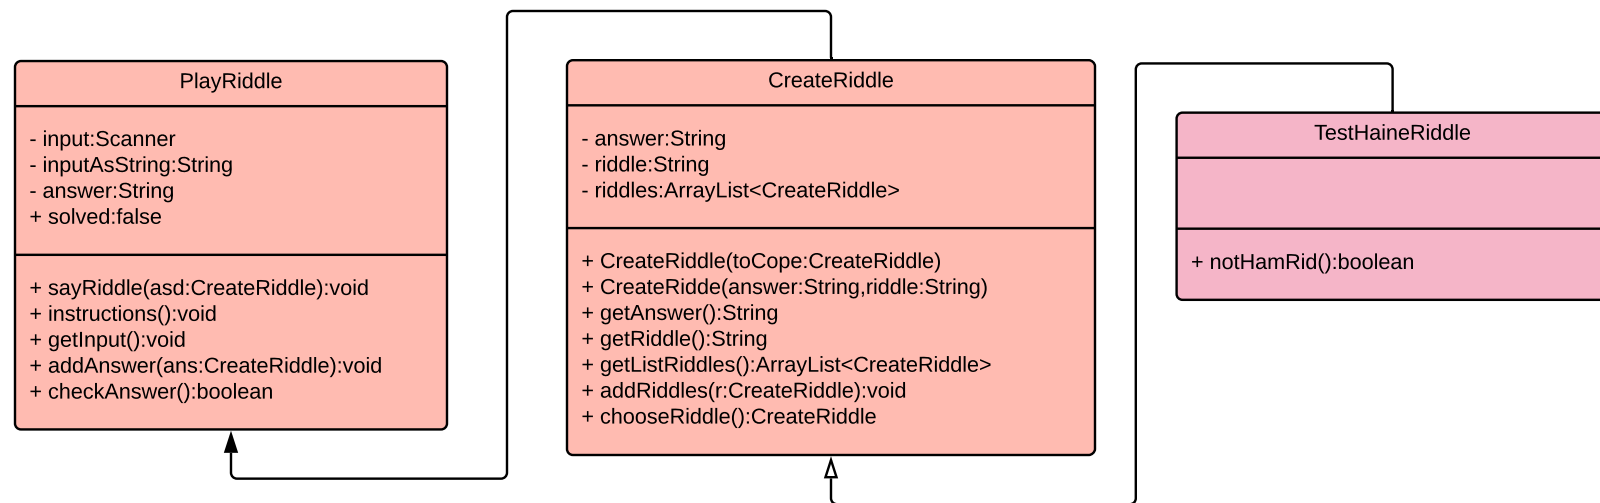 PlayRiddle
- input:Scanner
- inputAsString:String
- answer:String
+ solved:false
+ sayRiddle(asd:CreateRiddle):void
+ instructions():void
+ getInput():void
+ addAnswer(ans:CreateRiddle):void
+ checkAnswer():boolean
CreateRiddle
- answer:String
- riddle:String
- riddles:ArrayList<CreateRiddle>
+ CreateRiddle(toCope:CreateRiddle)
+ CreateRidde(answer:String,riddle:String)
+ getAnswer():String
+ getRiddle():String
+ getListRiddles():ArrayList<CreateRiddle>
+ addRiddles(r:CreateRiddle):void
+ chooseRiddle():CreateRiddle
TestHaineRiddle
+ notHamRid():boolean